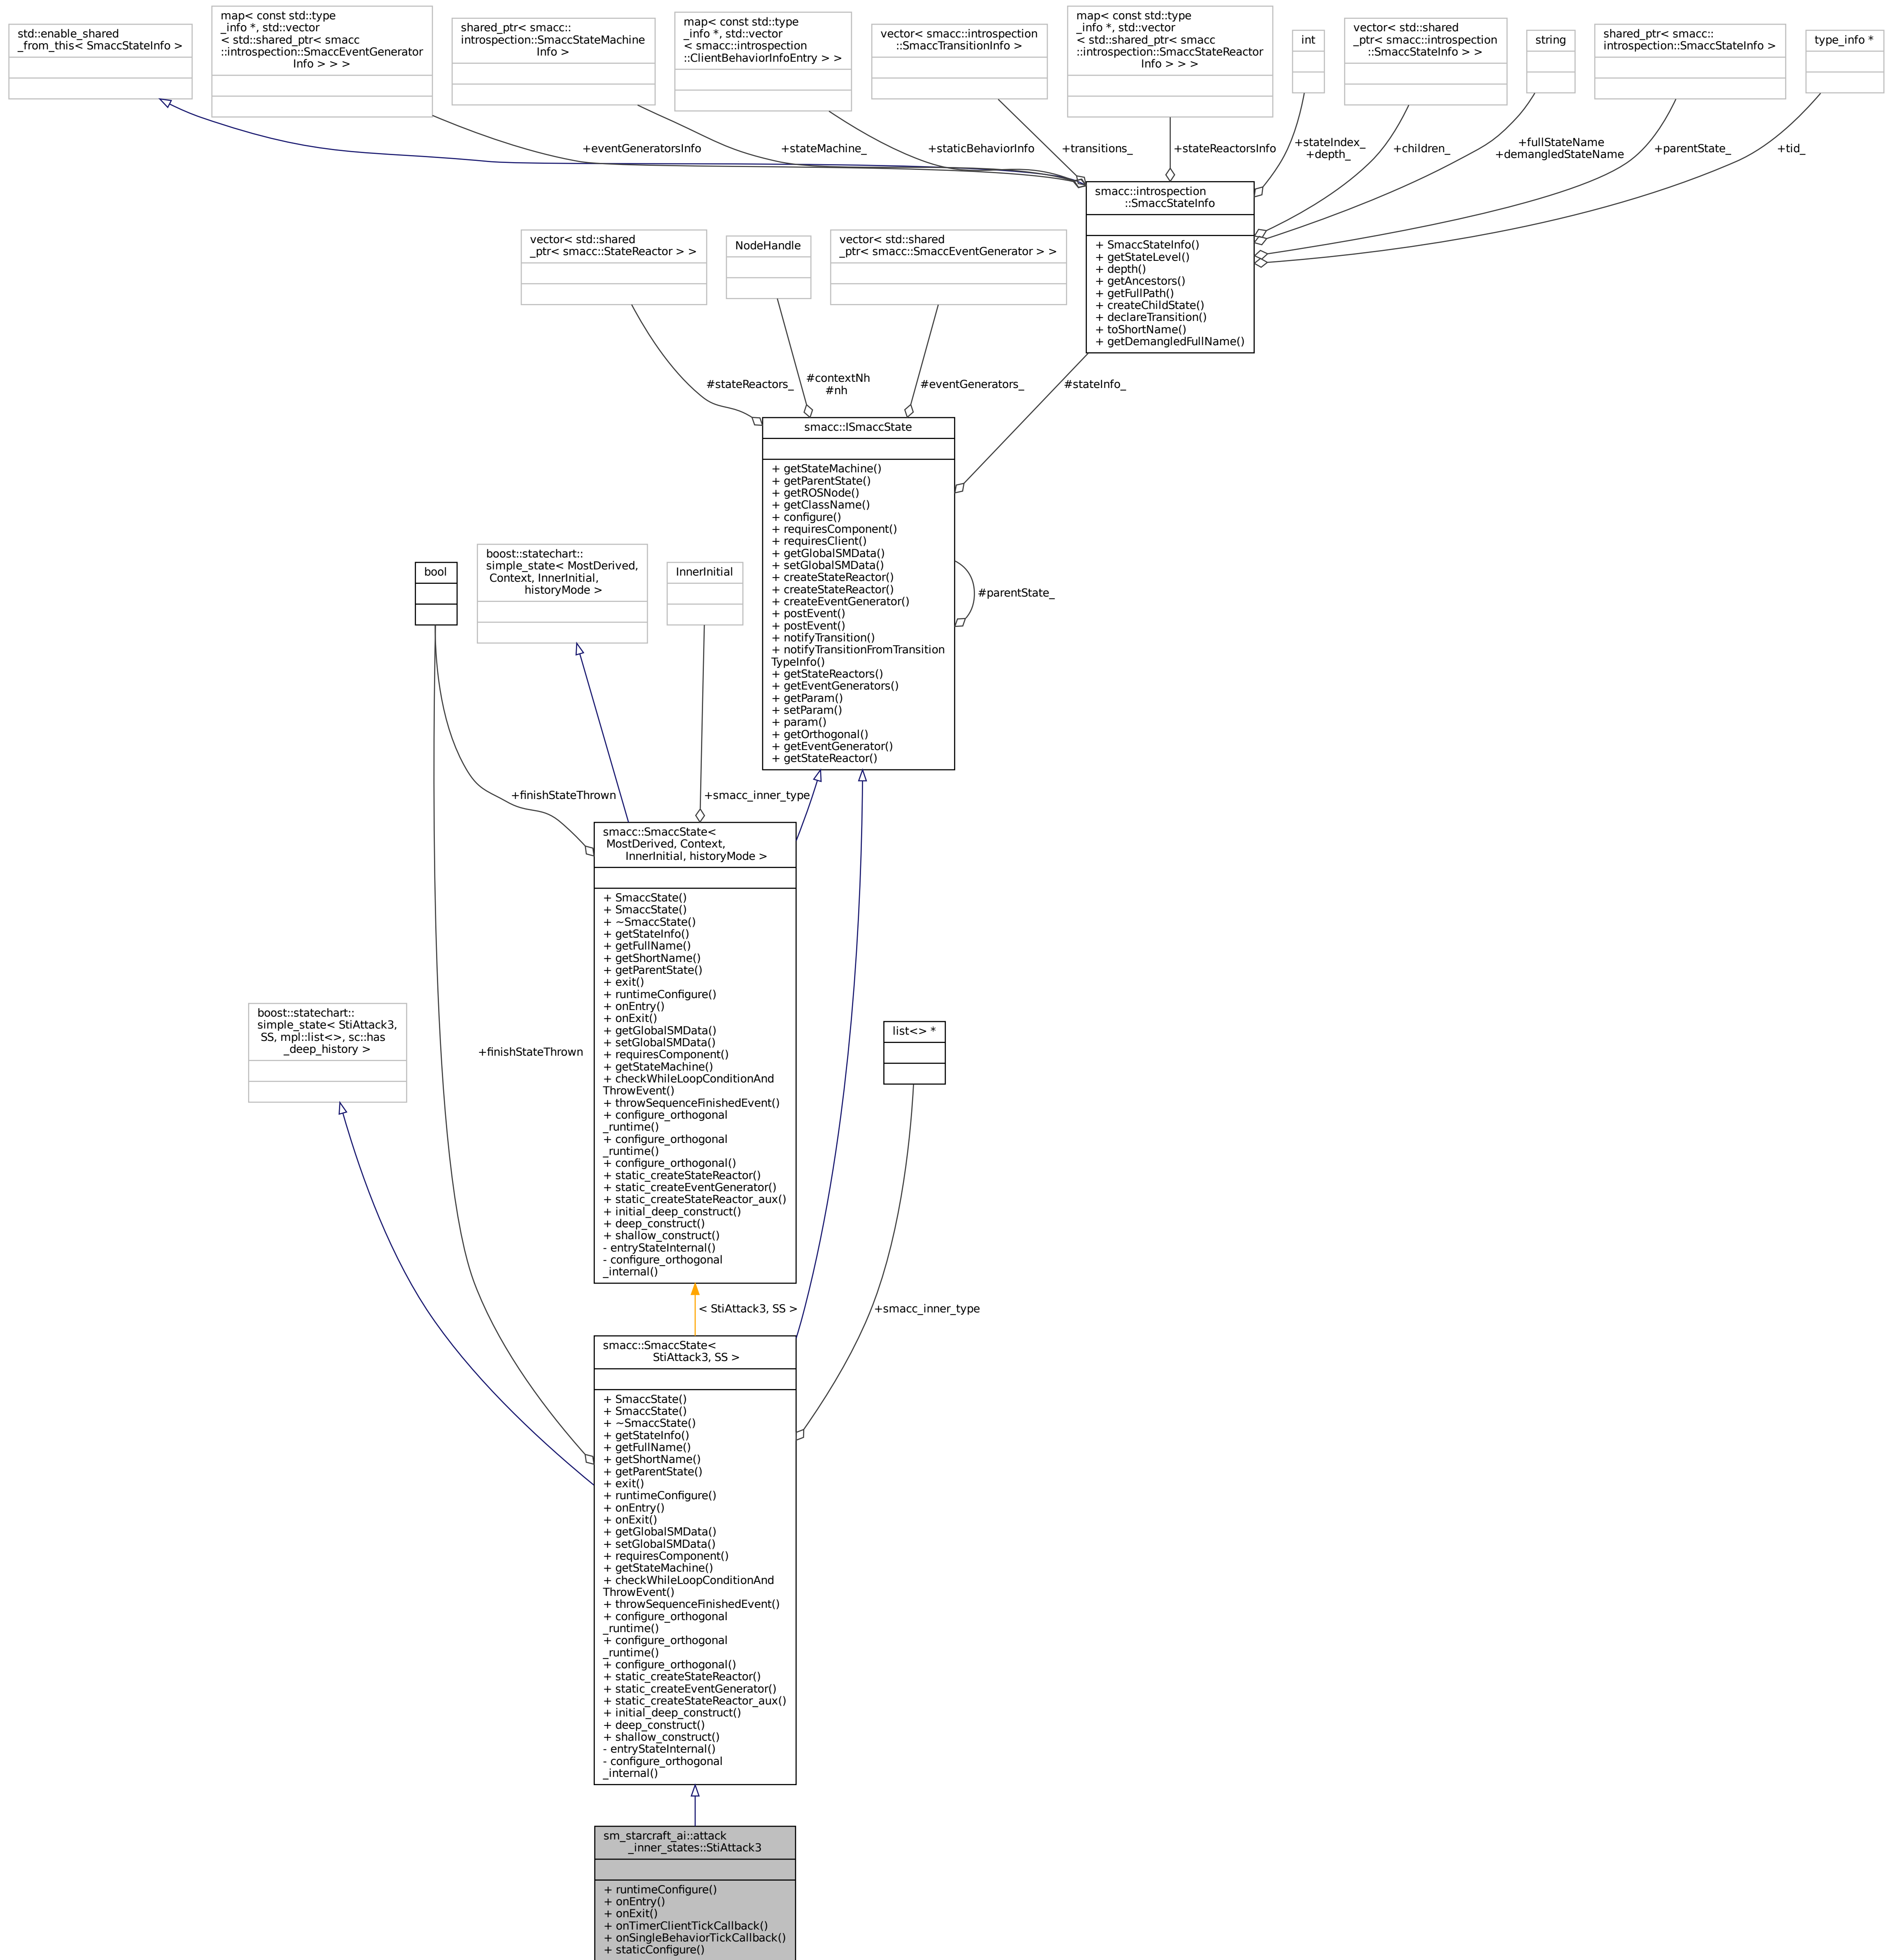 std::enable_shared
_from_this< SmaccStateInfo >
map< const std::type
_info *, std::vector
< std::shared_ptr< smacc
::introspection::SmaccEventGenerator
Info > > >
shared_ptr< smacc::
introspection::SmaccStateMachine
Info >
map< const std::type
_info *, std::vector
< smacc::introspection
::ClientBehaviorInfoEntry > >
vector< smacc::introspection
::SmaccTransitionInfo >
map< const std::type
_info *, std::vector
< std::shared_ptr< smacc
::introspection::SmaccStateReactor
Info > > >
int
vector< std::shared
_ptr< smacc::introspection
::SmaccStateInfo > >
string
shared_ptr< smacc::
introspection::SmaccStateInfo >
type_info *
+eventGeneratorsInfo
+stateMachine_
+staticBehaviorInfo
+transitions_
+stateReactorsInfo
+stateIndex_
+depth_
+children_
+fullStateName
+demangledStateName
+parentState_
+tid_
smacc::introspection
::SmaccStateInfo
+ SmaccStateInfo()
+ getStateLevel()
+ depth()
+ getAncestors()
+ getFullPath()
+ createChildState()
+ declareTransition()
+ toShortName()
+ getDemangledFullName()
vector< std::shared
_ptr< smacc::StateReactor > >
NodeHandle
vector< std::shared
_ptr< smacc::SmaccEventGenerator > >
#stateReactors_
#contextNh
#nh
#eventGenerators_
#stateInfo_
smacc::ISmaccState
+ getStateMachine()
+ getParentState()
+ getROSNode()
+ getClassName()
+ configure()
+ requiresComponent()
+ requiresClient()
+ getGlobalSMData()
+ setGlobalSMData()
+ createStateReactor()
+ createStateReactor()
+ createEventGenerator()
+ postEvent()
+ postEvent()
+ notifyTransition()
+ notifyTransitionFromTransition
TypeInfo()
+ getStateReactors()
+ getEventGenerators()
+ getParam()
+ setParam()
+ param()
+ getOrthogonal()
+ getEventGenerator()
+ getStateReactor()
#parentState_
bool
boost::statechart::
simple_state< MostDerived,
Context, InnerInitial,
historyMode >
InnerInitial
+finishStateThrown
+smacc_inner_type
smacc::SmaccState<
MostDerived, Context,
InnerInitial, historyMode >
+ SmaccState()
+ SmaccState()
+ ~SmaccState()
+ getStateInfo()
+ getFullName()
+ getShortName()
+ getParentState()
+ exit()
+ runtimeConfigure()
+ onEntry()
+ onExit()
+ getGlobalSMData()
+ setGlobalSMData()
+ requiresComponent()
+ getStateMachine()
+ checkWhileLoopConditionAnd
ThrowEvent()
+ throwSequenceFinishedEvent()
+ configure_orthogonal
_runtime()
+ configure_orthogonal
_runtime()
+ configure_orthogonal()
+ static_createStateReactor()
+ static_createEventGenerator()
+ static_createStateReactor_aux()
+ initial_deep_construct()
+ deep_construct()
+ shallow_construct()
- entryStateInternal()
- configure_orthogonal
_internal()
boost::statechart::
simple_state< StiAttack3,
SS, mpl::list<>, sc::has
_deep_history >
+finishStateThrown
list<> *
< StiAttack3, SS >
+smacc_inner_type
smacc::SmaccState<
StiAttack3, SS >
+ SmaccState()
+ SmaccState()
+ ~SmaccState()
+ getStateInfo()
+ getFullName()
+ getShortName()
+ getParentState()
+ exit()
+ runtimeConfigure()
+ onEntry()
+ onExit()
+ getGlobalSMData()
+ setGlobalSMData()
+ requiresComponent()
+ getStateMachine()
+ checkWhileLoopConditionAnd
ThrowEvent()
+ throwSequenceFinishedEvent()
+ configure_orthogonal
_runtime()
+ configure_orthogonal
_runtime()
+ configure_orthogonal()
+ static_createStateReactor()
+ static_createEventGenerator()
+ static_createStateReactor_aux()
+ initial_deep_construct()
+ deep_construct()
+ shallow_construct()
- entryStateInternal()
- configure_orthogonal
_internal()
sm_starcraft_ai::attack
_inner_states::StiAttack3
+ runtimeConfigure()
+ onEntry()
+ onExit()
+ onTimerClientTickCallback()
+ onSingleBehaviorTickCallback()
+ staticConfigure()